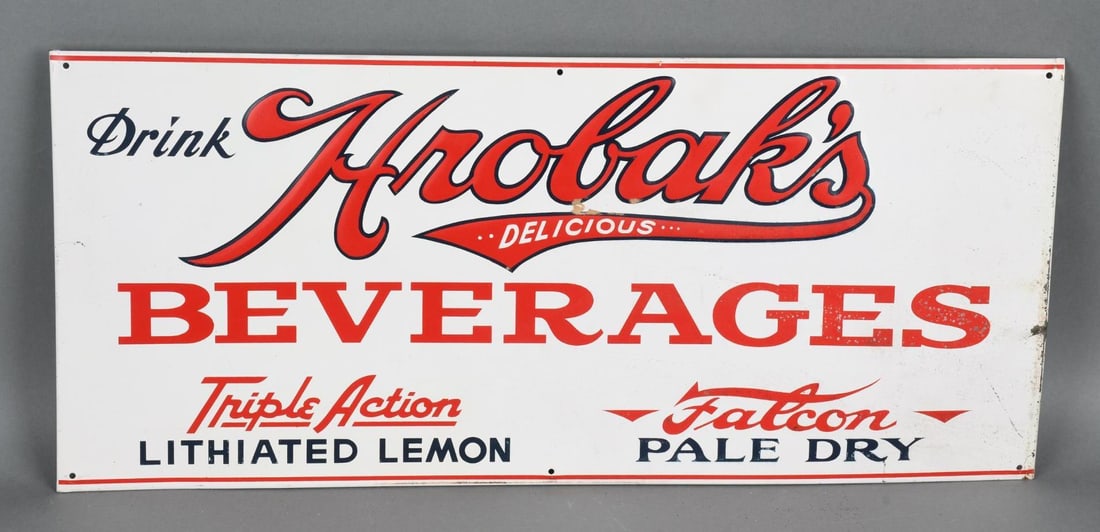 Drink Hrobak's
··DELICIOUS···
BEVERAGES
Triple Action
LITHIATED LEMON
Falcon
PALE DRY